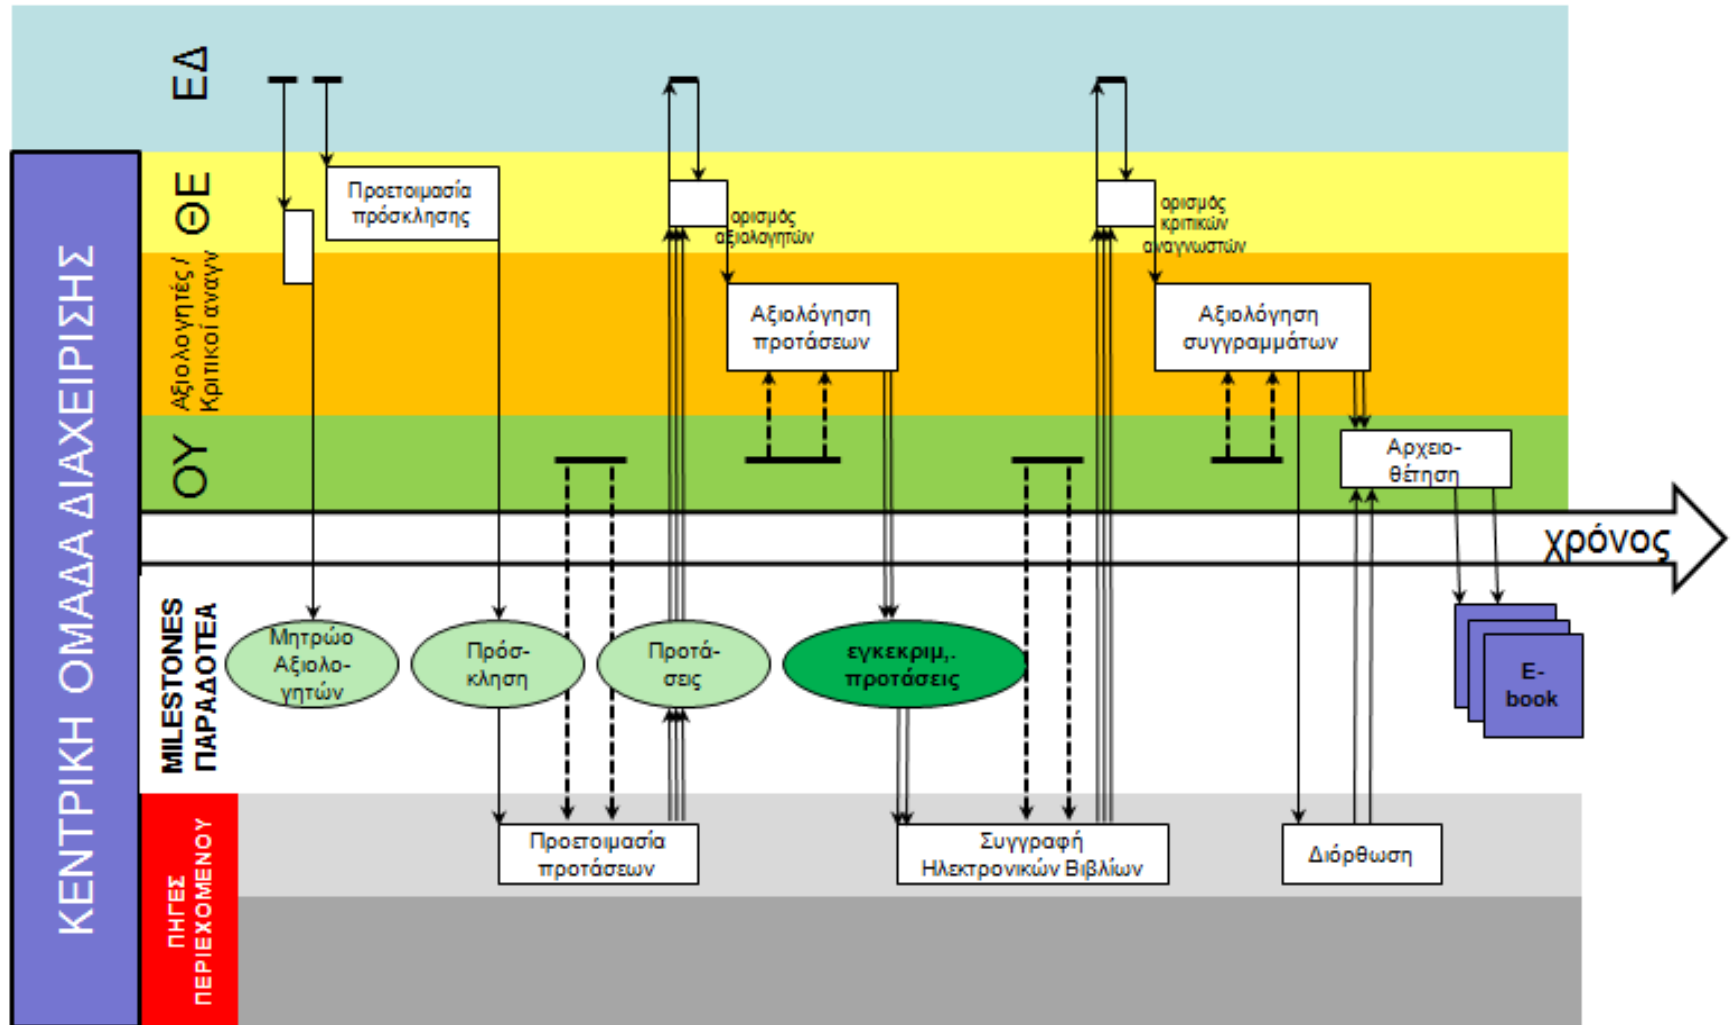 ΕΔ
ΘΕ
Αξιολογητές /
Κριτικοί αναγν
ΟΥ
ΚΕΝΤΡΙΚΗ ΟΜΑΔΑ ΔΙΑΧΕΙΡΙΣΗΣ
Προετοιμασία
πρόσκλησης
ορισμός
αξιολογητών
ορισμός
κριτικών
αναγνωστών
Αξιολόγηση
προτάσεων
Αξιολόγηση
συγγραμμάτων
Αρχειο-
θέτηση
χρόνος
MILESTONES
ΠΑΡΑΔΟΤΕΑ
Μητρώο
Αξιολο-
γητών
Πρόσ-
κληση
Προτά-
σεις
εγκεκριμ,.
προτάσεις
E-
book
ΠΗΓΕΣ
ΠΕΡΙΕΧΟΜΕΝΟΥ
Προετοιμασία
προτάσεων
Συγγραφή
Ηλεκτρονικών Βιβλίων
Διόρθωση